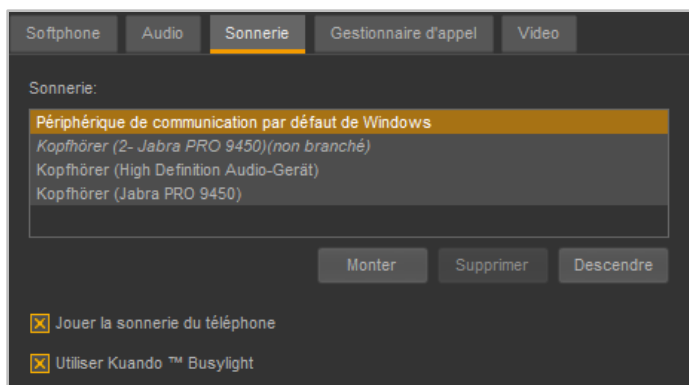 Softphone Audio Sonnerie Gestionnaire d'appel Video
Sonnerie:
Périphérique de communication par défaut de Windows
Kopfhörer (2- Jabra PRO 9450)(non branché)
Kopfhörer (High Definition Audio-Gerät)
Kopfhörer (Jabra PRO 9450)
Monter Supprimer Descendre
Jouer la sonnerie du téléphone
Utiliser Kuando ™ Busylight